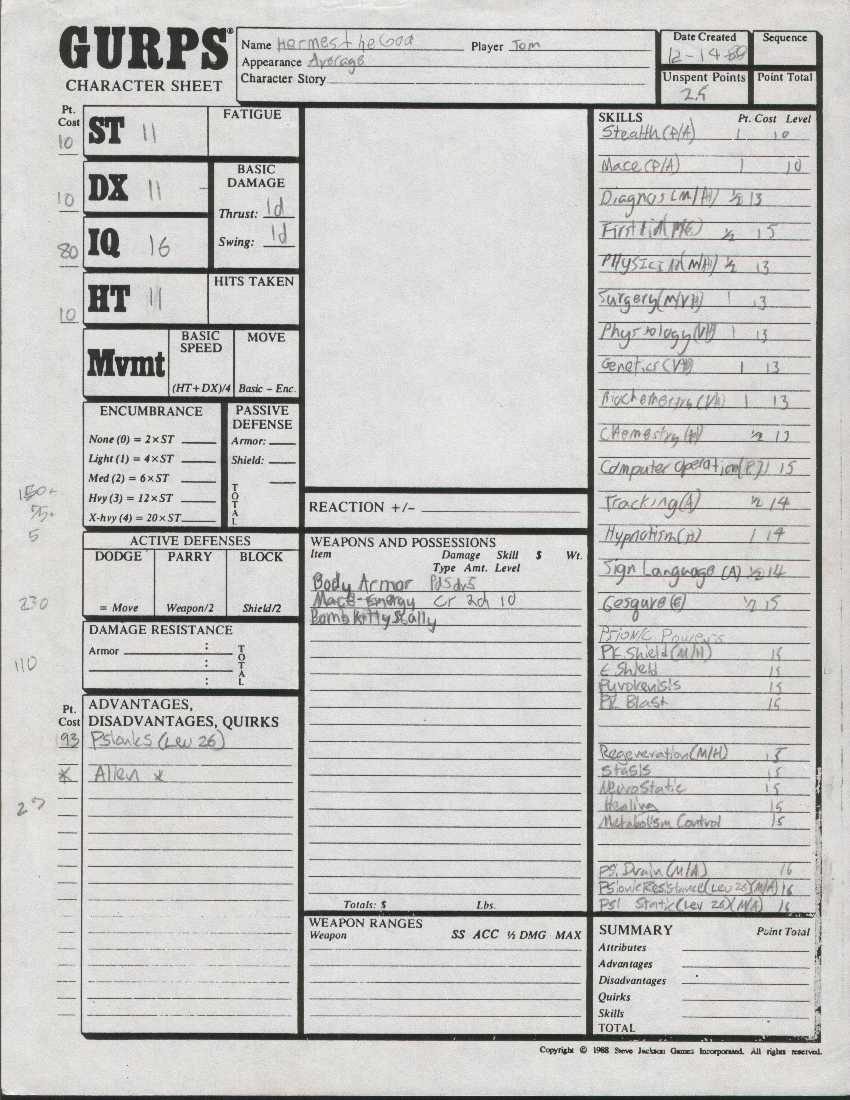 GURPS®
CHARACTER SHEET
Name Hermes the God Player Tom
Appearance Average
Character Story
Date Created
12-14-89
Sequence
Unspent Points
25
Point Total
Pt. Cost
10 ST 11 FATIGUE
10 DX 11
80 IQ 16
10 HT 11
BASIC DAMAGE
Thrust: 1d
Swing: 1d
HITS TAKEN
Mvmt
BASIC SPEED
(HT+DX)/4
MOVE
Basic – Enc.
ENCUMBRANCE
None (0) = 2×ST
Light (1) = 4×ST
Med (2) = 6×ST
Hvy (3) = 12×ST
X-hvy (4) = 20×ST
PASSIVE DEFENSE
Armor:
Shield:
TOTAL
5
230
110
ACTIVE DEFENSES
DODGE PARRY BLOCK
= Move Weapon/2 Shield/2
DAMAGE RESISTANCE
Armor :
:
:
TOTAL
Pt. Cost
ADVANTAGES,
DISADVANTAGES, QUIRKS
93 Psionics (Lev 26)
* Alien *
REACTION +/–
WEAPONS AND POSSESSIONS
Item Damage Skill $ Wt.
Type Amt. Level
Body Armor Pd5 dr5
Mace-Energy Cr 2d 10
Bomb Kitty Scally
Totals: $ Lbs.
WEAPON RANGES
Weapon SS ACC ½ DMG MAX
SKILLS Pt. Cost Level
Stealth (P/A) 1 10
Mace (P/A) 1 10
Diagnosis (M/H) ½ 13
First Aid (M/E) ½ 15
Physician (M/H) ½ 13
Surgery (M/VH) 1 13
Physiology (VH) 1 13
Genetics (VH) 1 13
Biochemestry (VH) 1 13
Chemestry (H) ½ 13
Computer Operation (E) 15
Tracking (A) ½ 14
Hypnotism (H) 1 14
Sign Language (A) ½ 14
Gesqure (E) ½ 15
Psionic Powers
PK Shield (M/H) 15
E Shield 15
Pyrokenisis 15
PK Blast 15
Regeneration (M/H) 15
Stasis 15
NeuroStatic 15
Healing 15
Metabolism Control 15
PSi Drain (M/A) 16
Psionic Resistance (Lev 26) (M/A) 16
PSI Static (Lev 26) (M/A) 16
SUMMARY Point Total
Attributes
Advantages
Disadvantages
Quirks
Skills
TOTAL
Copyright © 1988 Steve Jackson Games Incorporated. All rights reserved.